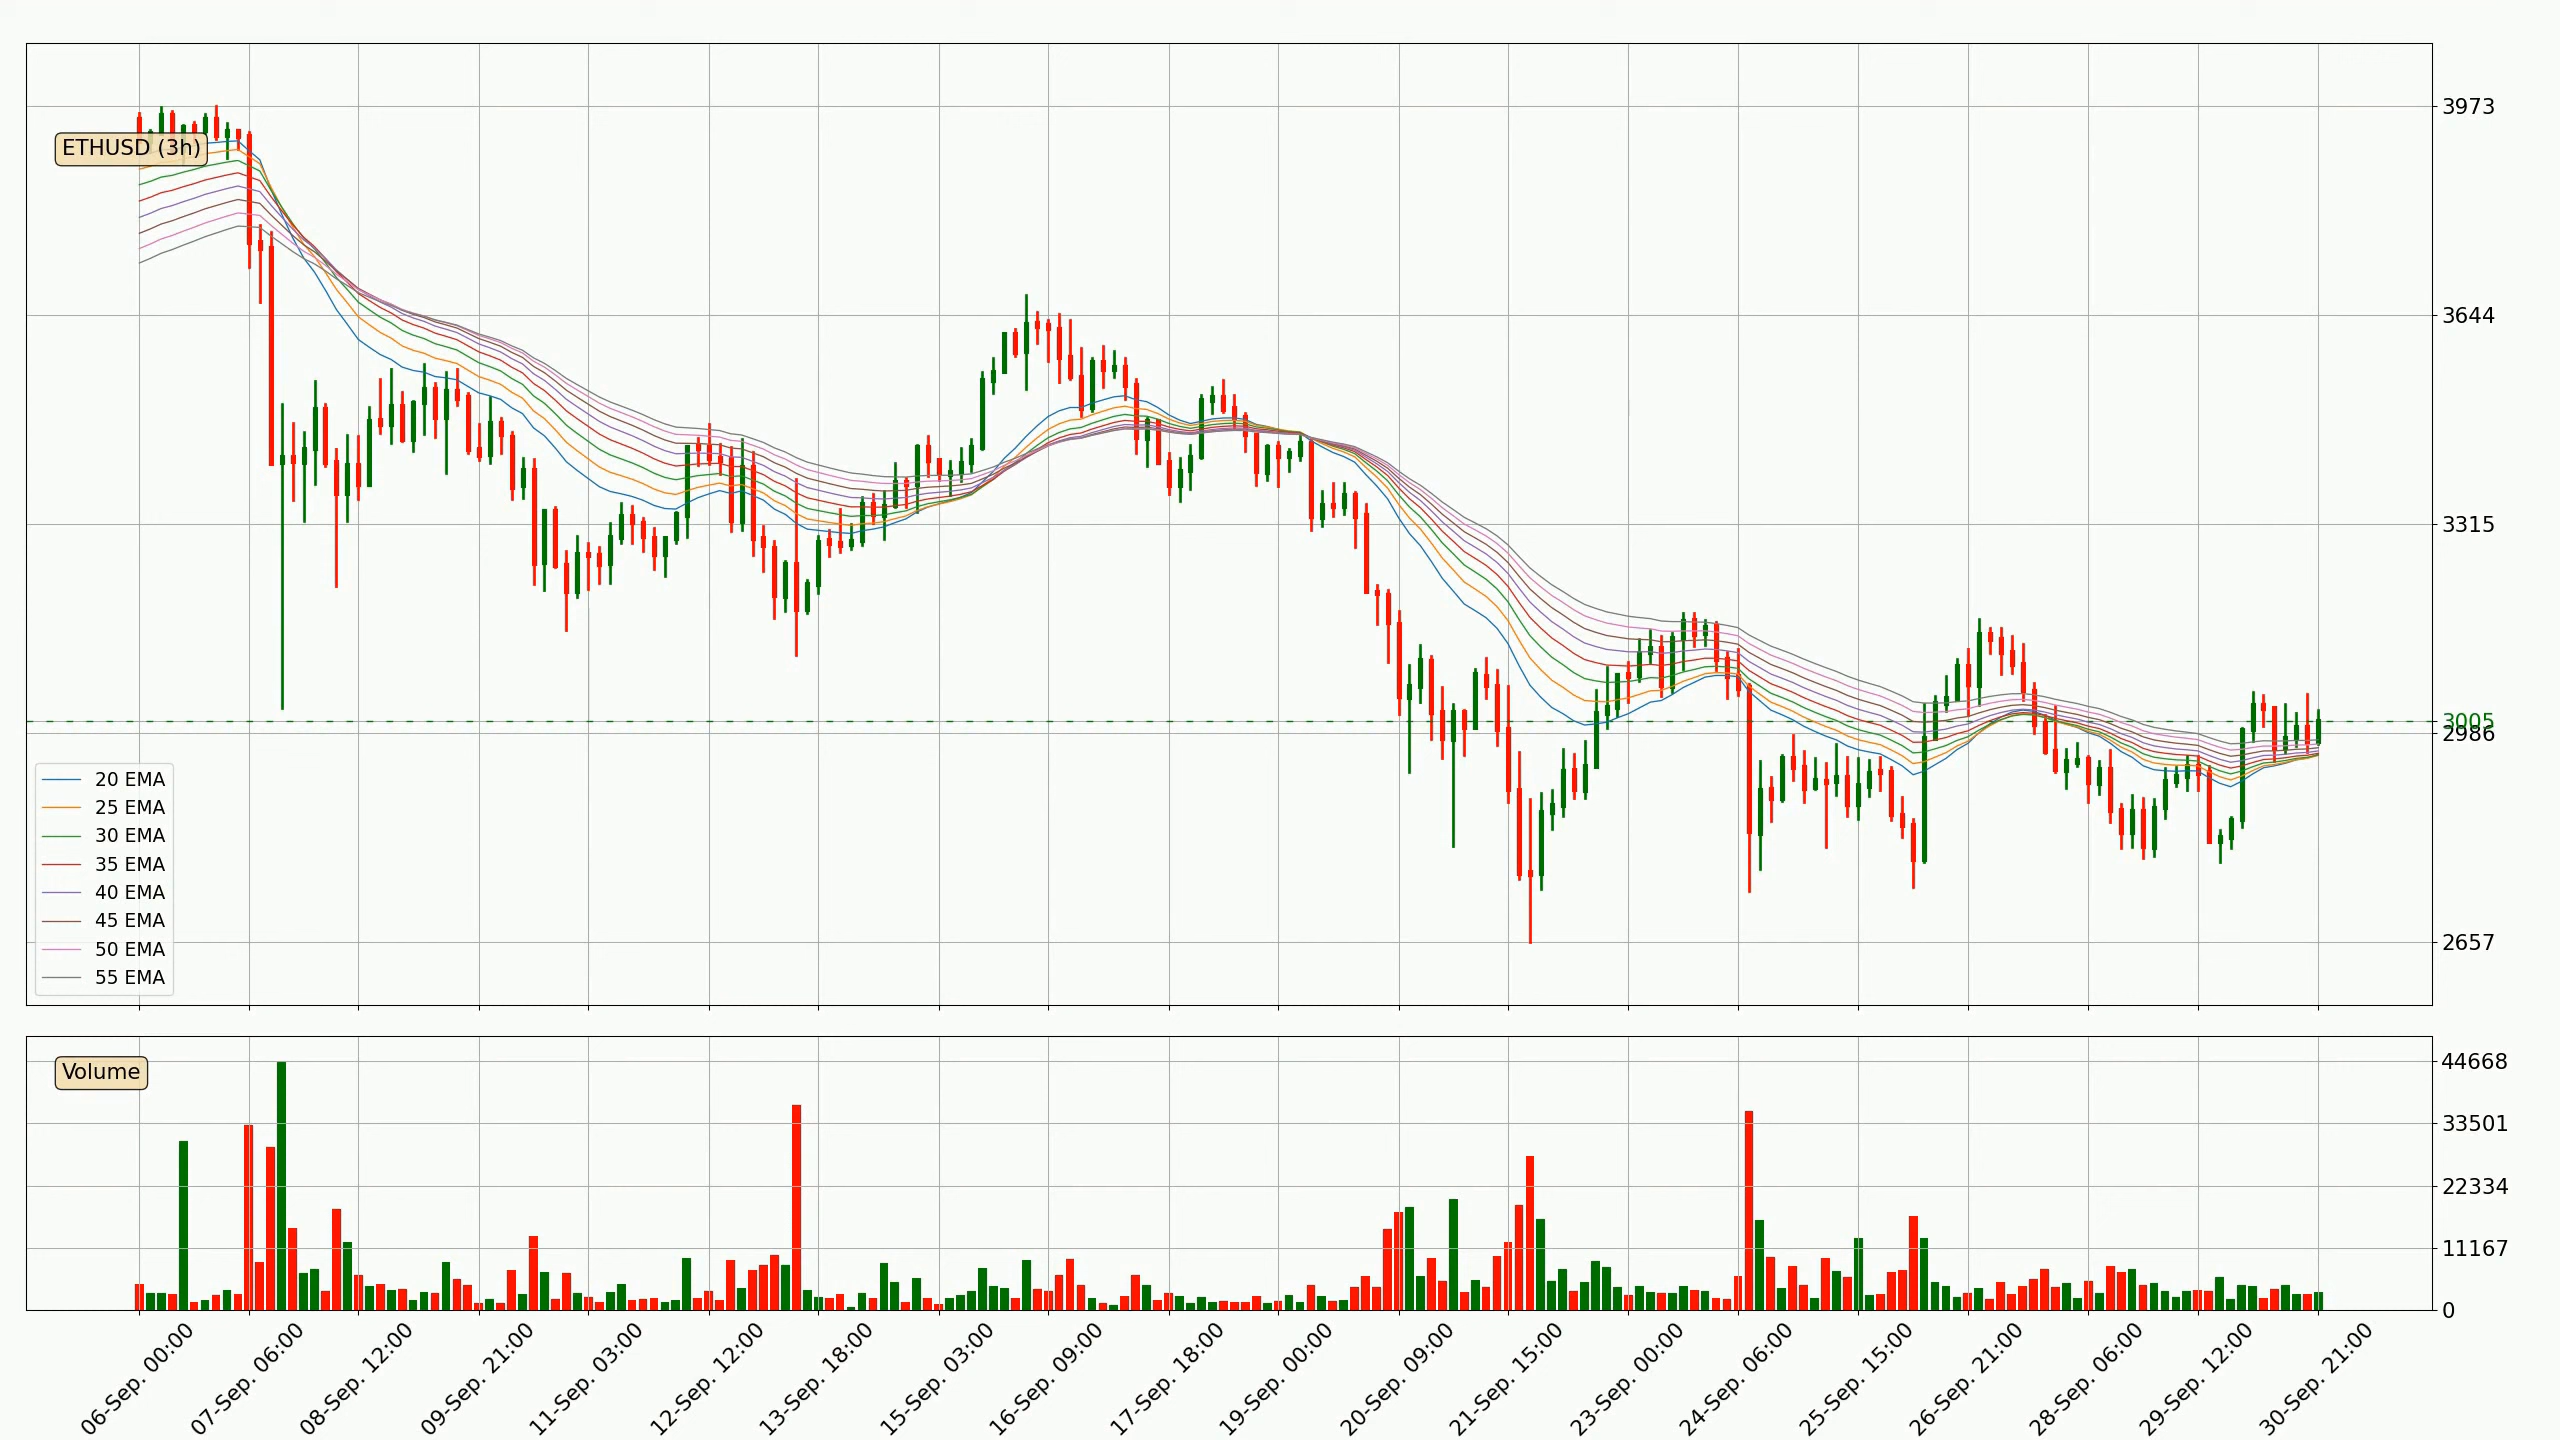 ETHUSD (3h)
3973
3644
3315
3005
2986
2657
20 EMA
25 EMA
30 EMA
35 EMA
40 EMA
45 EMA
50 EMA
55 EMA
Volume
44668
33501
22334
11167
0
06-Sep. 00:00
07-Sep. 06:00
08-Sep. 12:00
09-Sep. 21:00
11-Sep. 03:00
12-Sep. 12:00
13-Sep. 18:00
15-Sep. 03:00
16-Sep. 09:00
17-Sep. 18:00
19-Sep. 00:00
20-Sep. 09:00
21-Sep. 15:00
23-Sep. 00:00
24-Sep. 06:00
25-Sep. 15:00
26-Sep. 21:00
28-Sep. 06:00
29-Sep. 12:00
30-Sep. 21:00